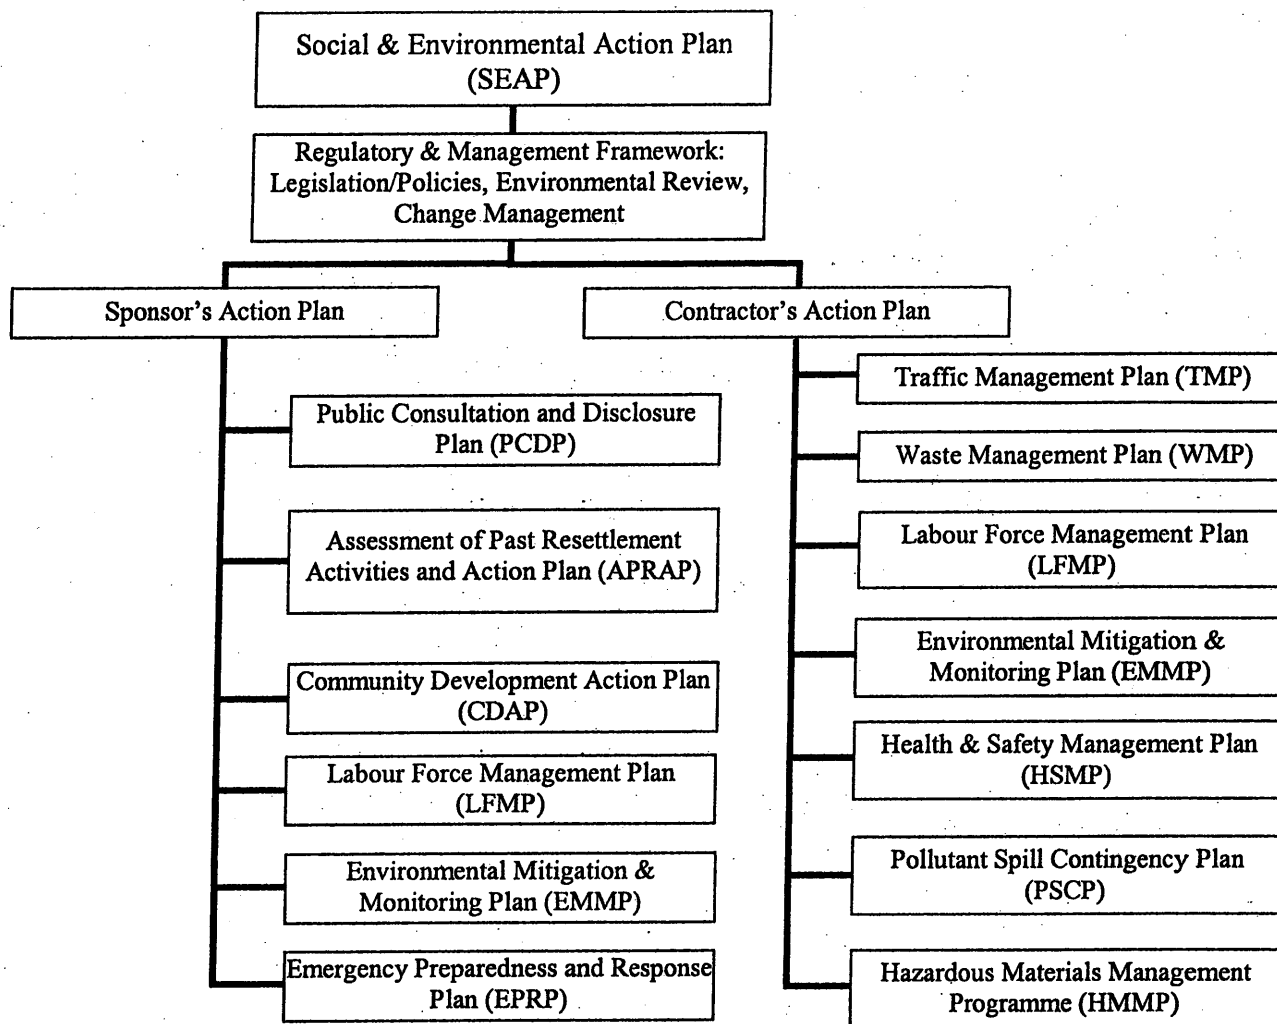 Social & Environmental Action Plan
(SEAP)
Regulatory & Management Framework:
Legislation/Policies, Environmental Review,
Change Management
Sponsor's Action Plan
Public Consultation and Disclosure
Plan (PCDP)
Assessment of Past Resettlement
Activities and Action Plan (APRAP)
Community Development Action Plan
(CDAP)
Labour Force Management Plan
(LFMP)
Environmental Mitigation &
Monitoring Plan (EMMP)
Emergency Preparedness and Response
Plan (EPRP)
Contractor's Action Plan
Traffic Management Plan (TMP)
Waste Management Plan (WMP)
Labour Force Management Plan
(LFMP)
Environmental Mitigation &
Monitoring Plan (EMMP)
Health & Safety Management Plan
(HSMP)
Pollutant Spill Contingency Plan
(PSCP)
Hazardous Materials Management
Programme (HMMP)